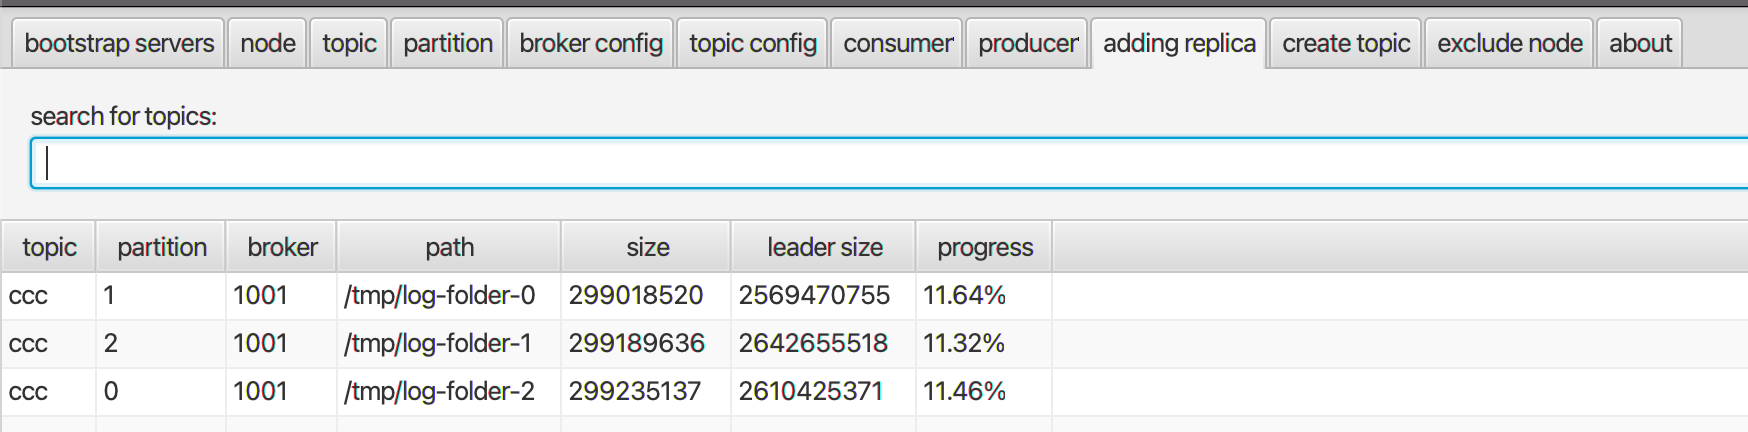 bootstrap servers node topic partition broker config topic config consumer producer adding replica create topic exclude node about
search for topics:
topic partition broker path size leader size progress
ccc 1 1001 /tmp/log-folder-0 299018520 2569470755 11.64%
ccc 2 1001 /tmp/log-folder-1 299189636 2642655518 11.32%
ccc 0 1001 /tmp/log-folder-2 299235137 2610425371 11.46%